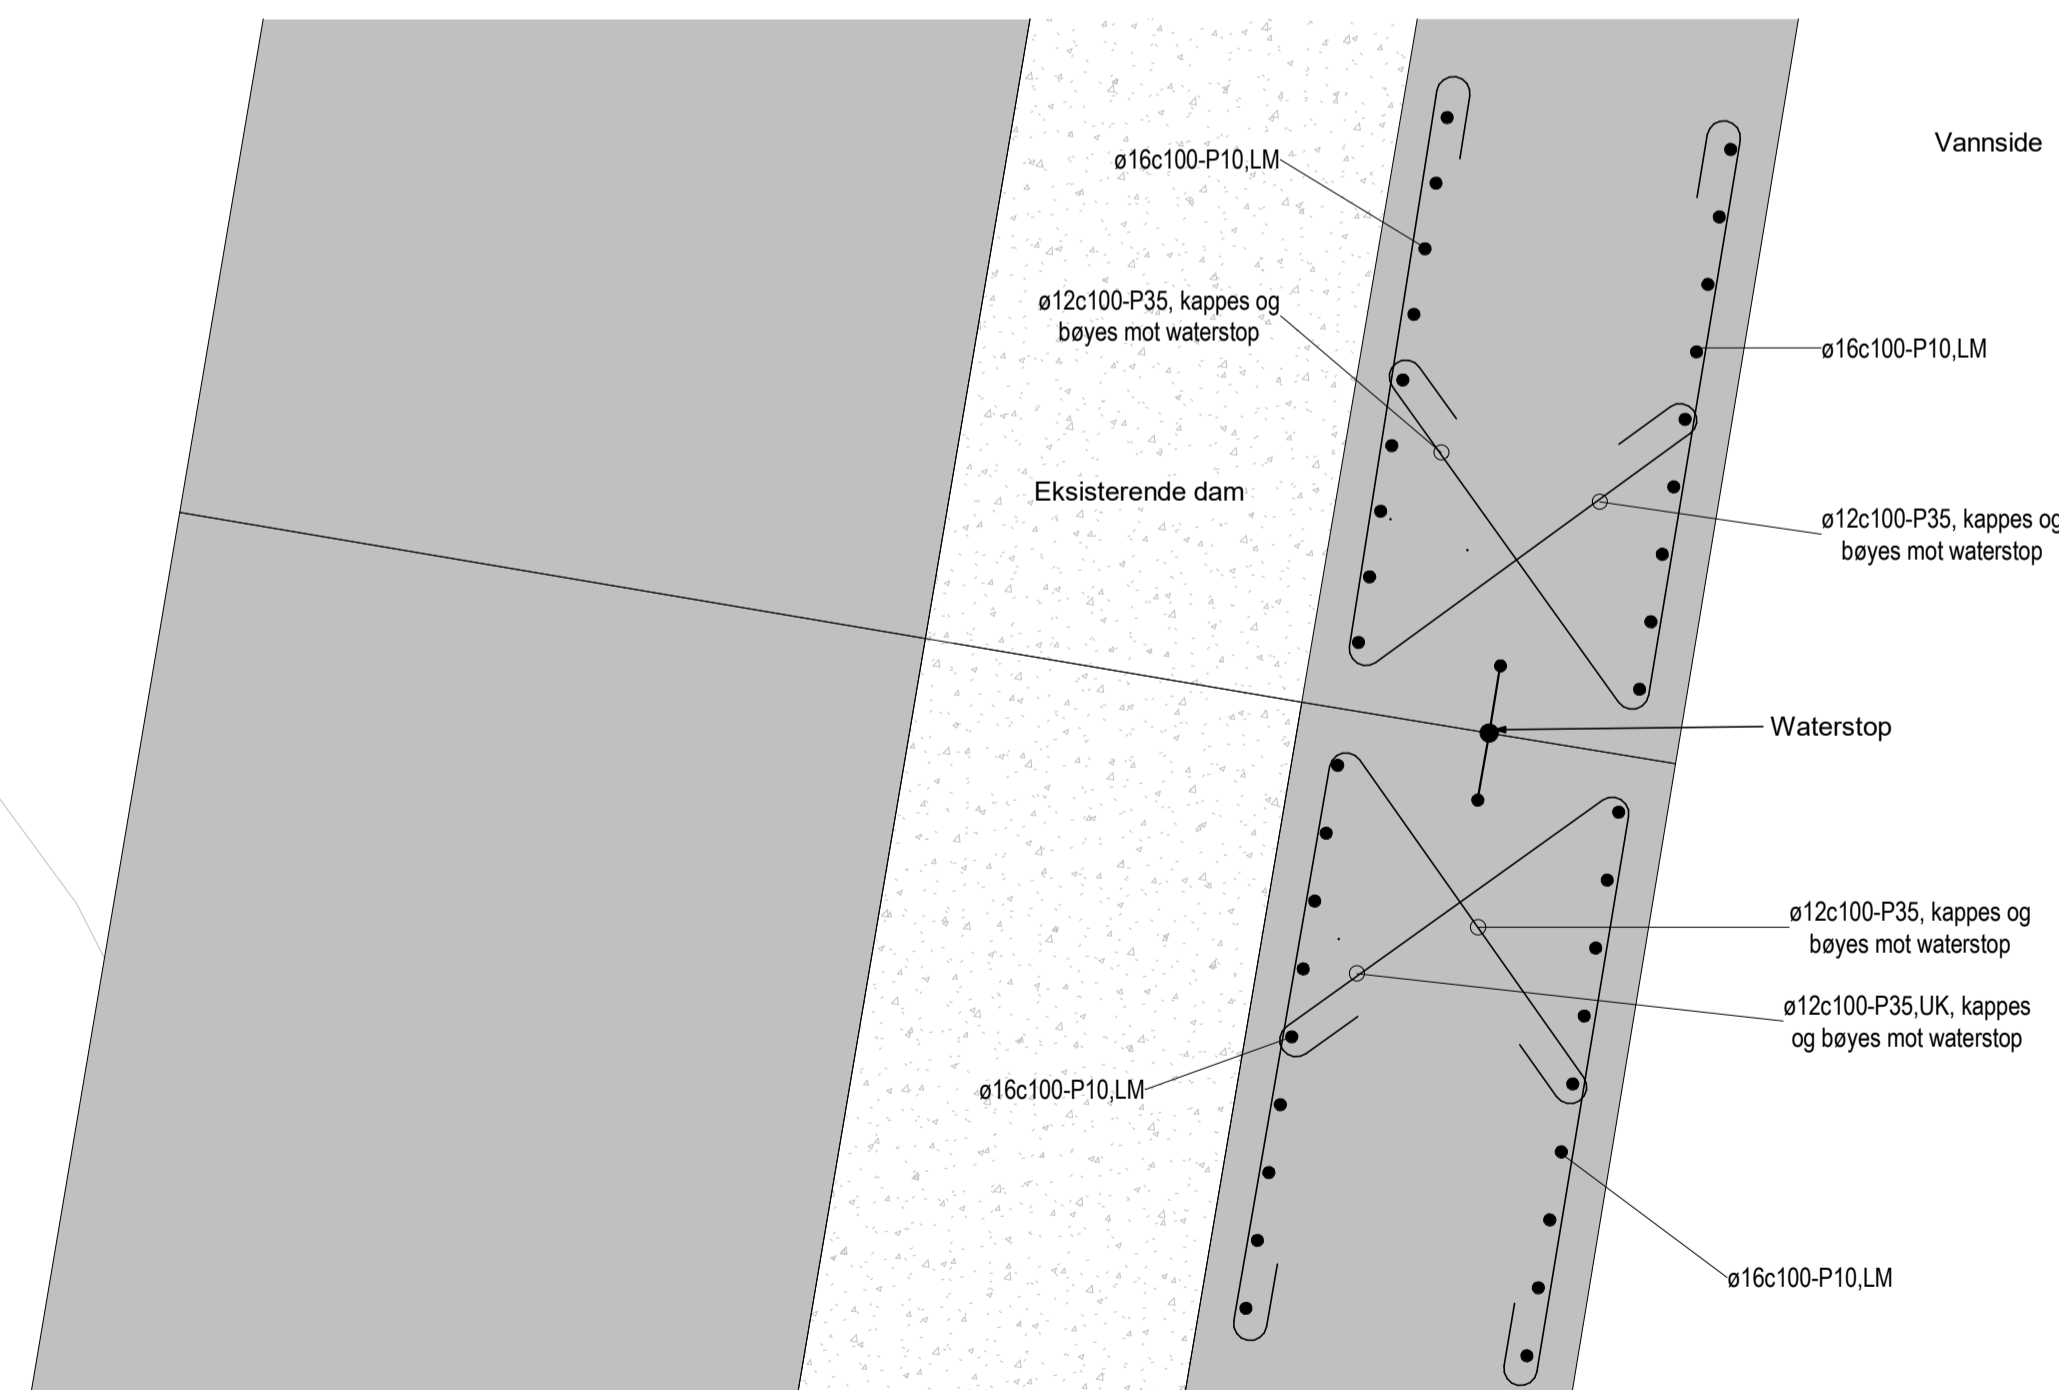 Vannside
ø16c100-P10,LM
ø12c100-P35, kappes og
bøyes mot waterstop
ø16c100-P10,LM
Eksisterende dam
ø12c100-P35, kappes og
bøyes mot waterstop
Waterstop
ø12c100-P35, kappes og
bøyes mot waterstop
ø12c100-P35,UK, kappes
og bøyes mot waterstop
ø16c100-P10,LM
ø16c100-P10,LM